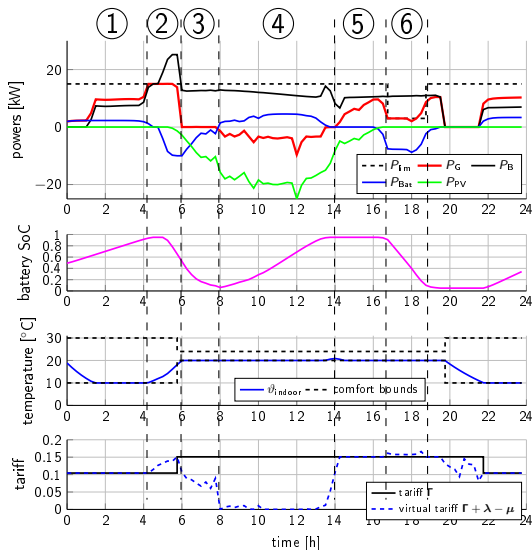 1 2 3 4 5 6
powers [kW]
20
0
−20
P_lim P_G P_B
P_Bat P_PV
0 2 4 6 8 10 12 14 16 18 20 22 24
battery SoC
1
0.8
0.6
0.4
0.2
0
0 2 4 6 8 10 12 14 16 18 20 22 24
temperature [°C]
30
20
10
0
ϑ_indoor comfort bounds
0 2 4 6 8 10 12 14 16 18 20 22 24
tariff
0.2
0.15
0.1
0.05
0
tariff Γ
virtual tariff Γ + λ − μ
0 2 4 6 8 10 12 14 16 18 20 22 24
time [h]